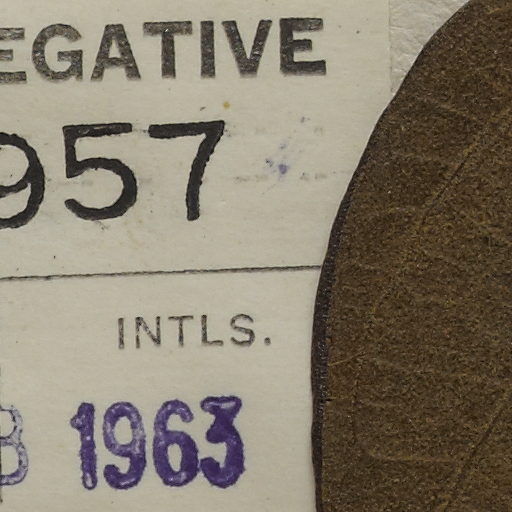 EGATIVE
957
INTLS.
B 1963